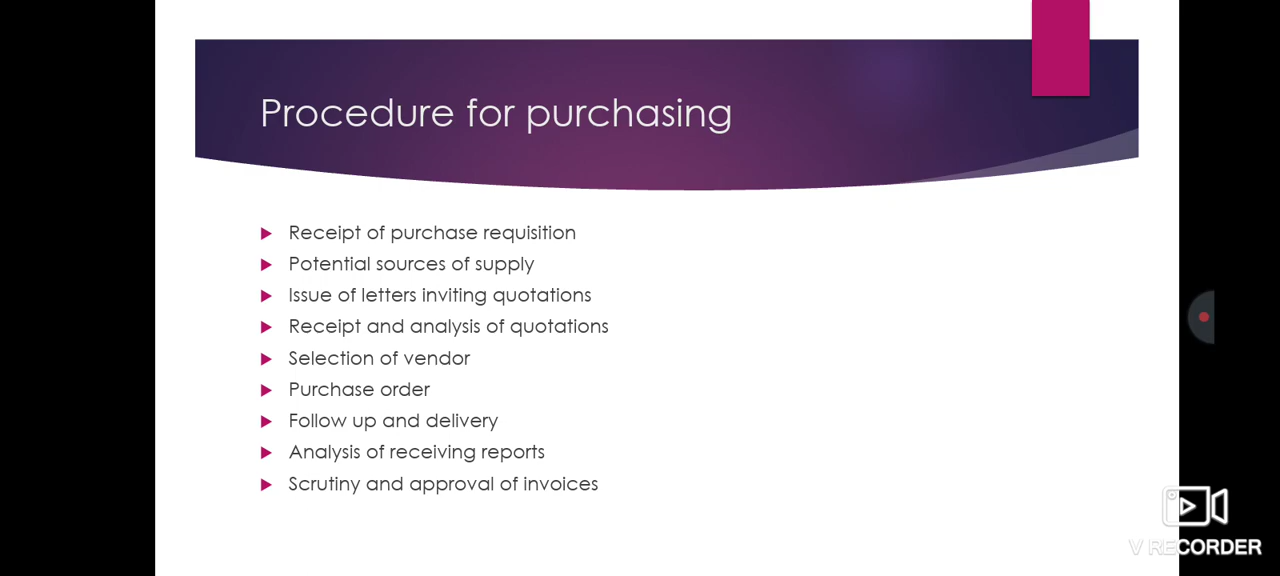 Procedure for purchasing
Receipt of purchase requisition
Potential sources of supply
Issue of letters inviting quotations
Receipt and analysis of quotations
Selection of vendor
Purchase order
Follow up and delivery
Analysis of receiving reports
Scrutiny and approval of invoices
V RECORDER